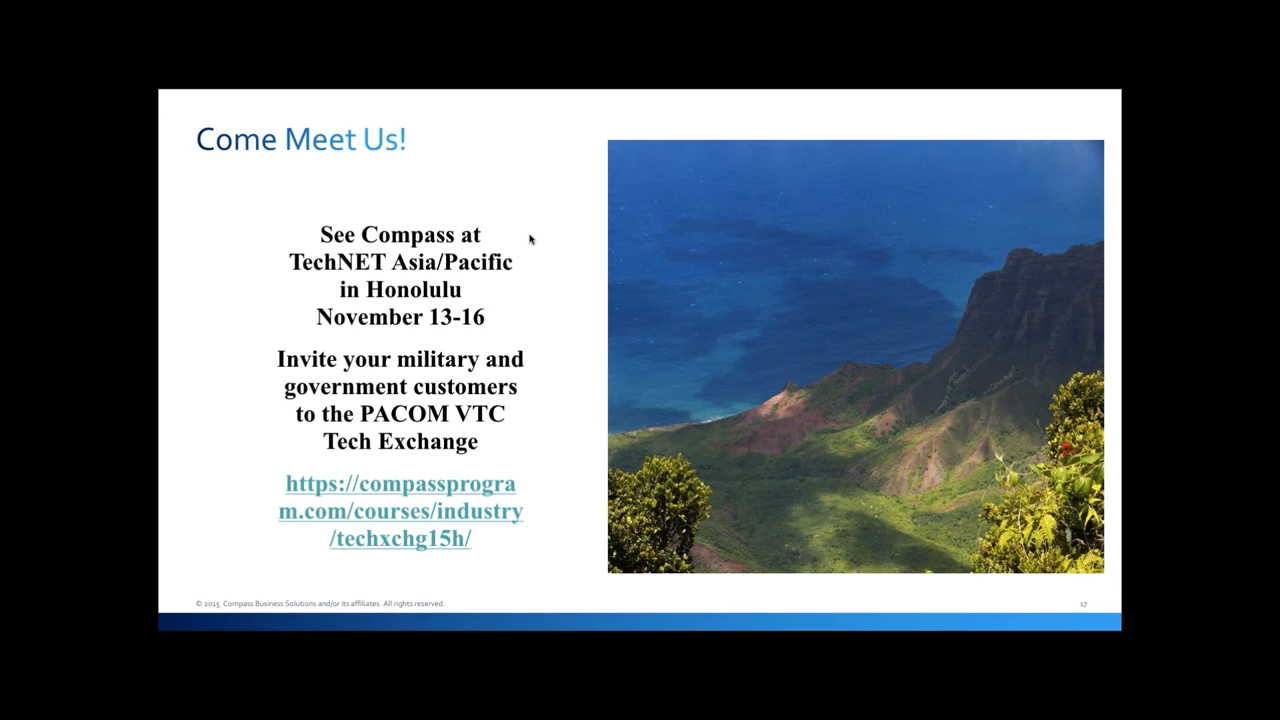 Come Meet Us!
See Compass at
TechNET Asia/Pacific
in Honolulu
November 13-16
Invite your military and
government customers
to the PACOM VTC
Tech Exchange
https://compassprogra
m.com/courses/industry
/techxchg15h/
© 2015 Compass Business Solutions and/or its affiliates. All rights reserved.
17